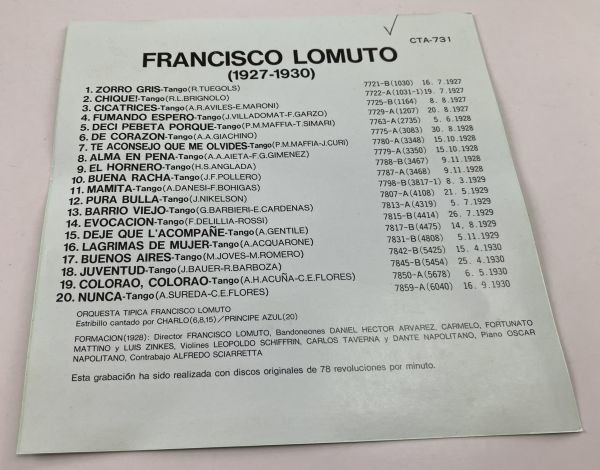 CTA-731
FRANCISCO LOMUTO
(1927-1930)
1. ZORRO GRIS-Tango(R.TUEGOLS) 7721-B(1030) 16. 7.1927
2. CHIQUE!-Tango(R.L.BRIGNOLO) 7722-A(1031-1)19. 7.1927
3. CICATRICES-Tango(A.R.AVILES-E.MARONI) 7725-B(1164) 8. 8.1927
4. FUMANDO ESPERO-Tango(J.VILLADOMAT-F.GARZO) 7729-A(1207) 20. 8.1927
5. DECI PEBETA PORQUE-Tango(P.M.MAFFIA-T.SIMARI) 7763-A(2735) 5. 6.1928
6. DE CORAZON-Tango(A.A.GIACHINO) 7775-A(3083) 30. 8.1928
7. TE ACONSEJO QUE ME OLVIDES-Tango(P.M.MAFFIA-J.CURI) 7780-A(3348) 15.10.1928
8. ALMA EN PENA-Tango(A.A.AIETA-F.G.GIMENEZ) 7779-A(3350) 15.10.1928
9. EL HORNERO-Tango(H.S.ANGLADA) 7788-B(3467) 9.11.1928
10. BUENA RACHA-Tango(J.F.POLLERO) 7787-A(3468) 9.11.1928
11. MAMITA-Tango(A.DANESI-F.BOHIGAS) 7798-B(3817-1) 8. 3.1929
12. PURA BULLA-Tango(J.NIKELSON) 7807-A(4108) 21. 5.1929
13. BARRIO VIEJO-Tango(G.BARBIERI-E.CARDENAS) 7813-A(4319) 5. 7.1929
14. EVOCACION-Tango(F.DELILLIA-ROSSI) 7815-B(4414) 26. 7.1929
15. DEJE QUE L'ACOMPAÑE-Tango(A.GENTILE) 7817-B(4475) 14. 8.1929
16. LAGRIMAS DE MUJER-Tango(A.ACQUARONE) 7831-B(4808) 5.11.1929
17. BUENOS AIRES-Tango(M.JOVES-M.ROMERO) 7842-B(5425) 15. 4.1930
18. JUVENTUD-Tango(J.BAUER-R.BARBOZA) 7845-B(5454) 25. 4.1930
19. COLORAO, COLORAO-Tango(A.H.ACUÑA-C.E.FLORES) 7850-A(5678) 6. 5.1930
20. NUNCA-Tango(A.SUREDA-C.E.FLORES) 7859-A(6040) 16. 9.1930
ORQUESTA TIPICA FRANCISCO LOMUTO
Estribillo cantado por CHARLO(6,8,15)/PRINCIPE AZUL(20)
FORMACION(1928): Director FRANCISCO LOMUTO, Bandoneones DANIEL HECTOR ARVAREZ, CARMELO, FORTUNATO
MATTINO y LUIS ZINKES, Violines LEOPOLDO SCHIFFRIN, CARLOS TAVERNA y DANTE NAPOLITANO, Piano OSCAR
NAPOLITANO, Contrabajo ALFREDO SCIARRETTA
Esta grabación ha sido realizada con discos originales de 78 revoluciones por minuto.